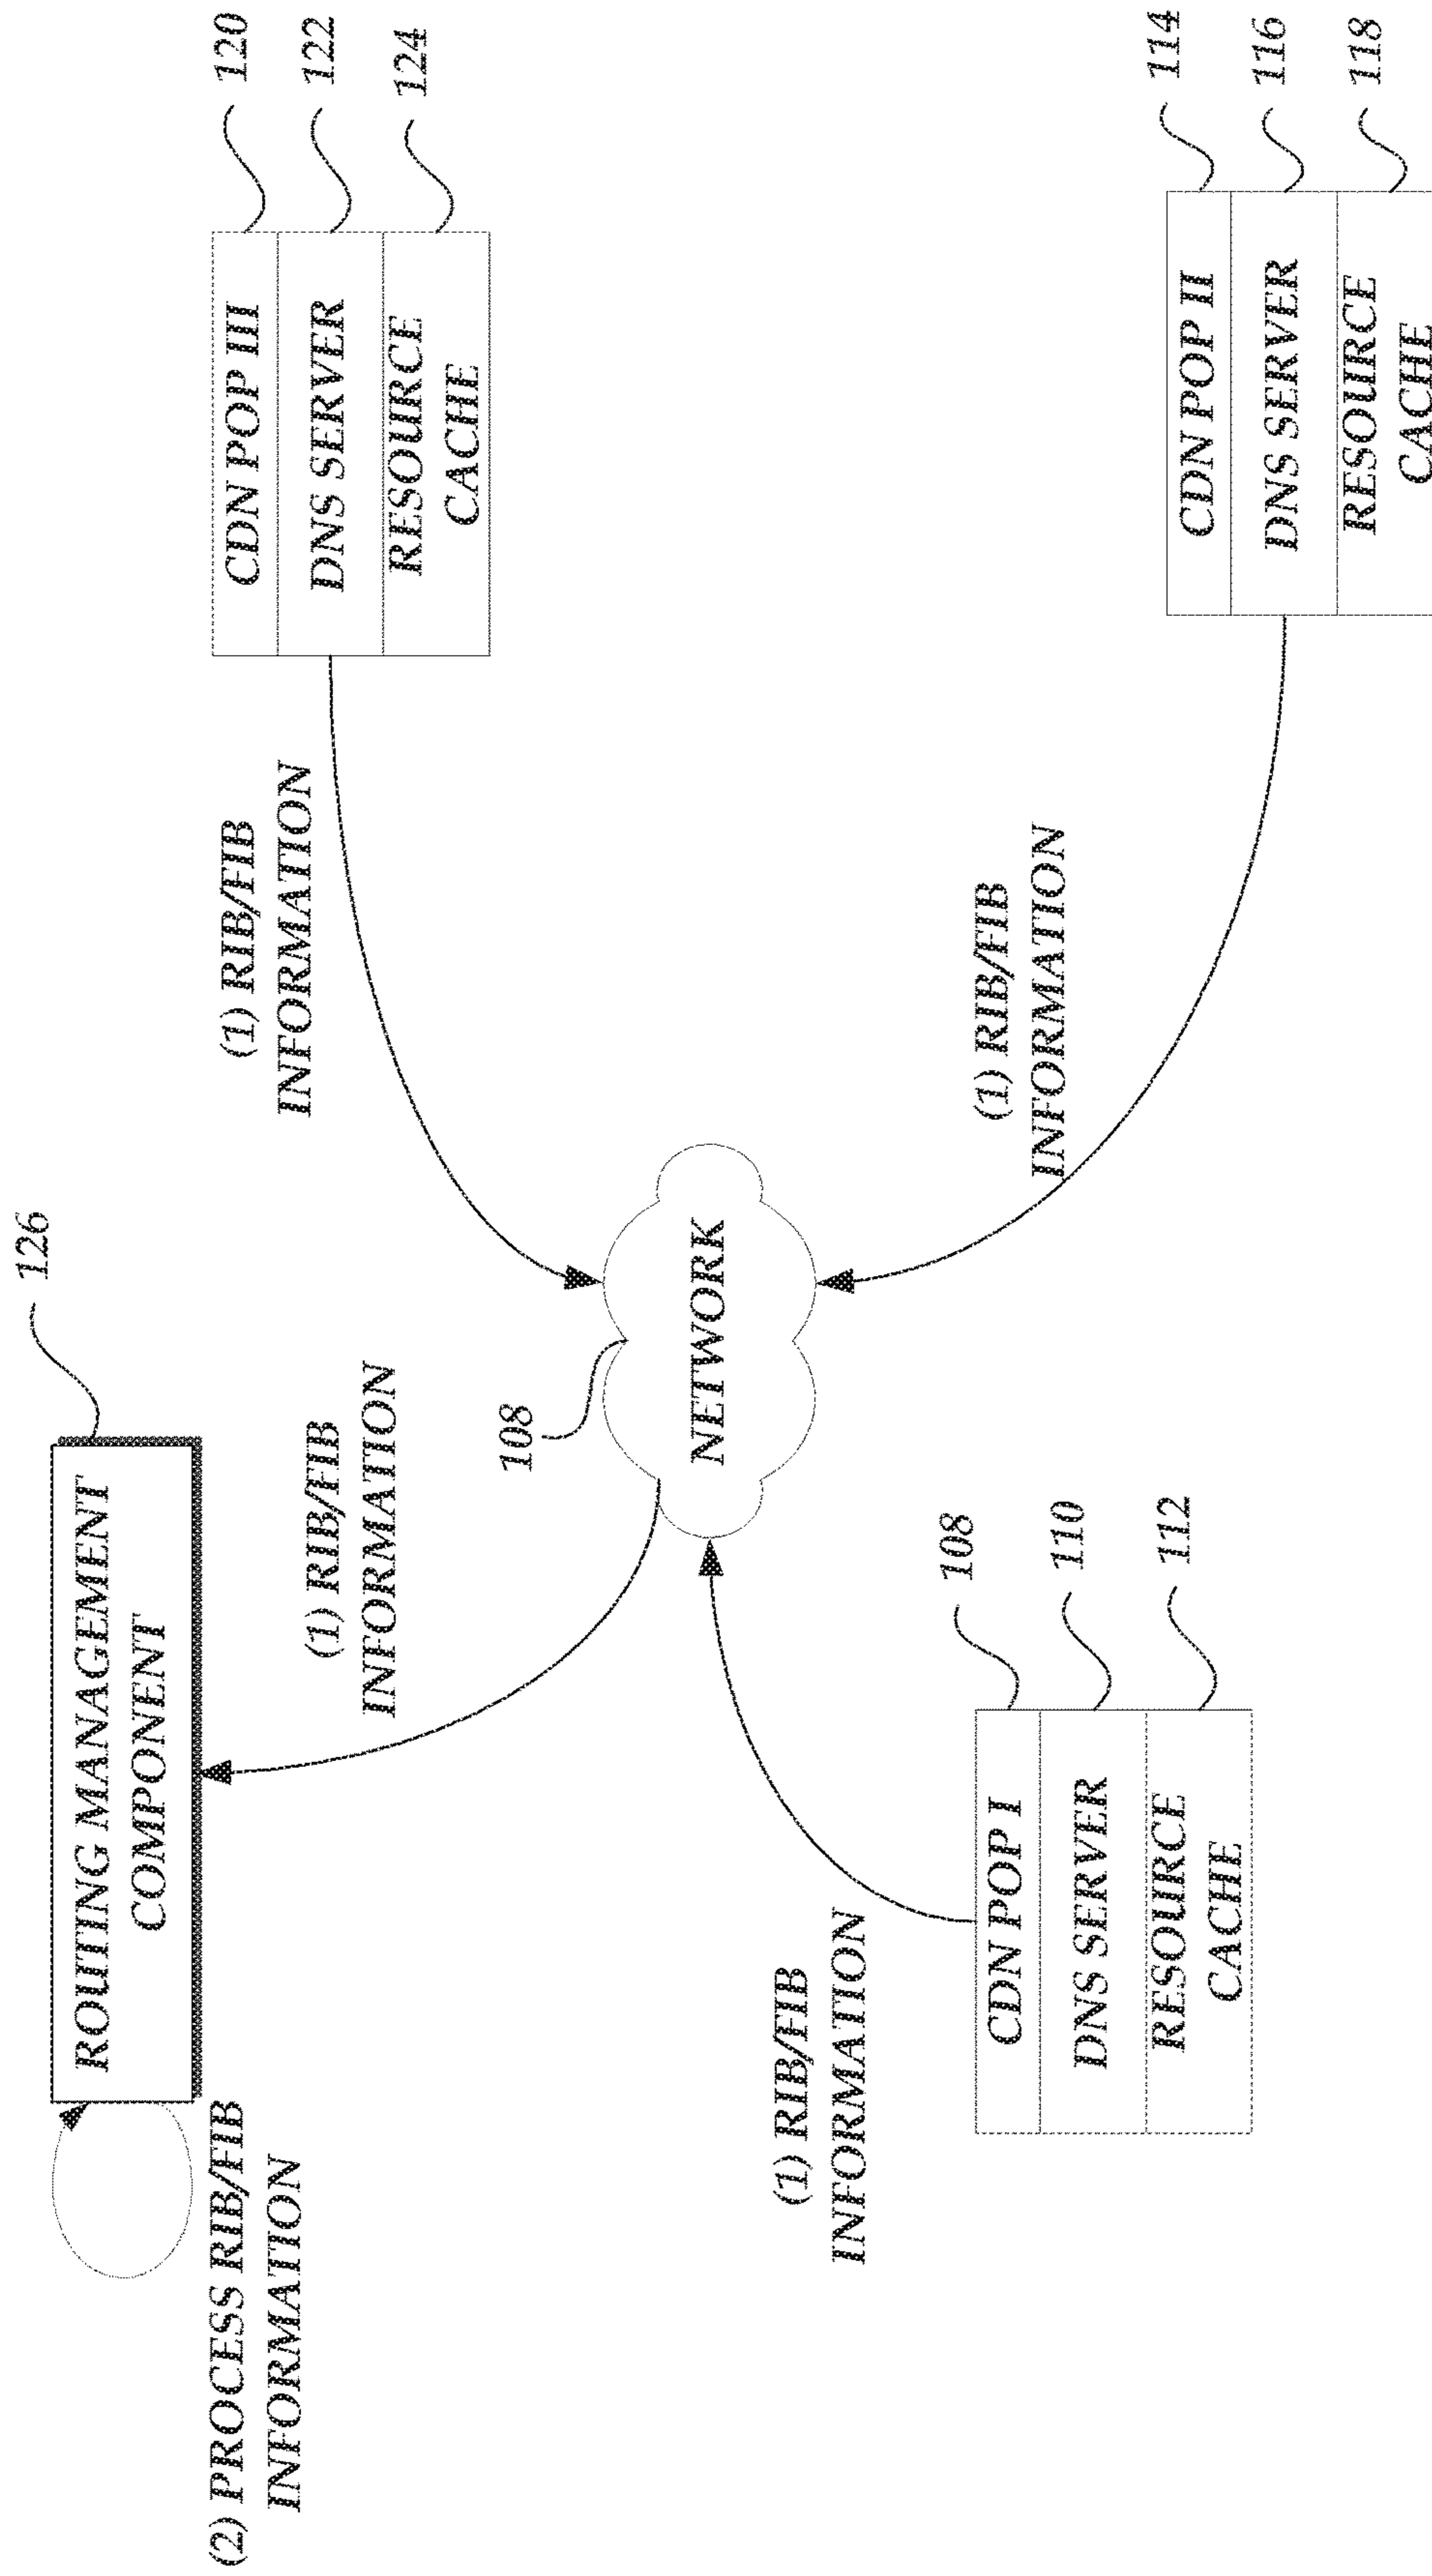 ROUTING MANAGEMENT
COMPONENT
126
(2) PROCESS RIB/FIB
INFORMATION
(1) RIB/FIB
INFORMATION
(1) RIB/FIB
INFORMATION
CDN POP III
DNS SERVER
RESOURCE
CACHE
120
122
124
108
NETWORK
(1) RIB/FIB
INFORMATION
CDN POP I
DNS SERVER
RESOURCE
CACHE
108
110
112
(1) RIB/FIB
INFORMATION
CDN POP II
DNS SERVER
RESOURCE
CACHE
114
116
118